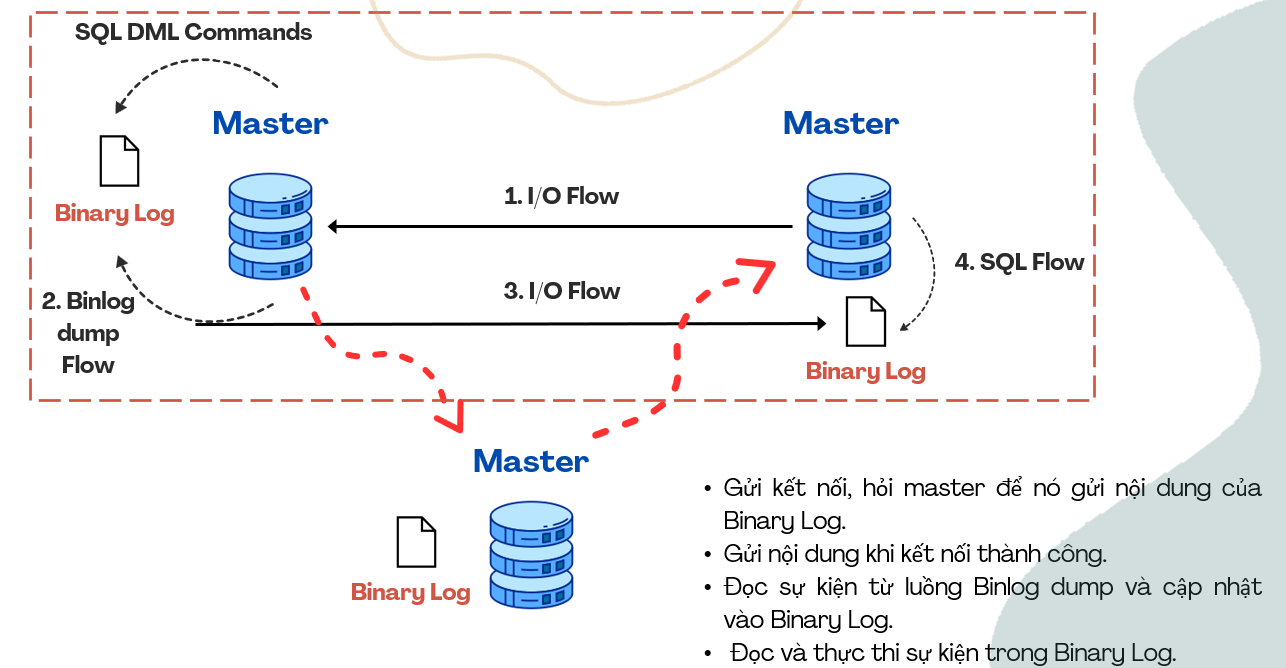 SQL DML Commands
Master
Master
Binary Log
1. I/O Flow
4. SQL Flow
2. Binlog
dump
Flow
3. I/O Flow
Binary Log
Master
Binary Log
• Gửi kết nối, hỏi master để nó gửi nội dung của
Binary Log.
• Gửi nội dung khi kết nối thành công.
• Đọc sự kiện từ luồng Binlog dump và cập nhật
vào Binary Log.
• Đọc và thực thi sự kiện trong Binary Log.